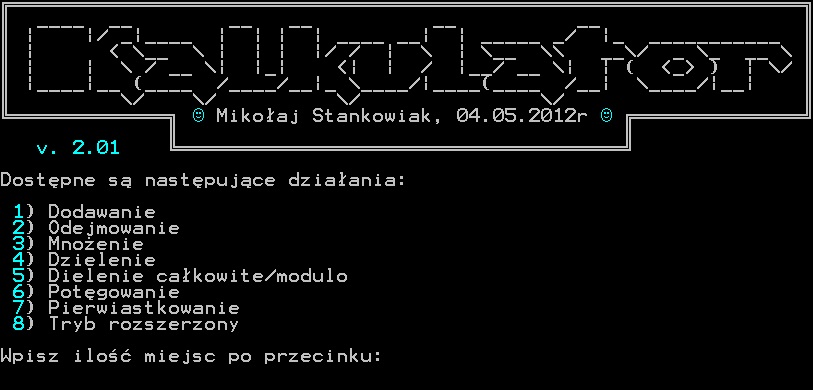 Kalkulator
☺ Mikołaj Stankowiak, 04.05.2012r ☺
v. 2.01
Dostępne są następujące działania:
1) Dodawanie
2) Odejmowanie
3) Mnożenie
4) Dzielenie
5) Dielenie całkowite/modulo
6) Potęgowanie
7) Pierwiastkowanie
8) Tryb rozszerzony
Wpisz ilość miejsc po przecinku: